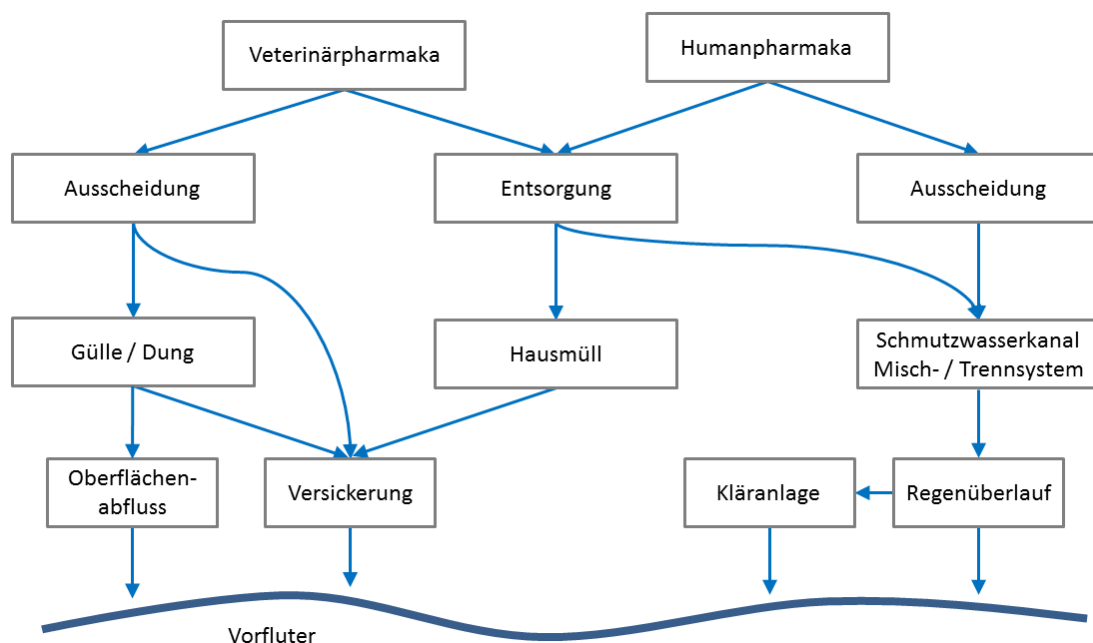 Veterinärpharmaka
Humanpharmaka
Ausscheidung
Entsorgung
Ausscheidung
Gülle / Dung
Hausmüll
Schmutzwasserkanal
Misch- / Trennsystem
Oberflächen-
abfluss
Versickerung
Kläranlage
Regenüberlauf
Vorfluter